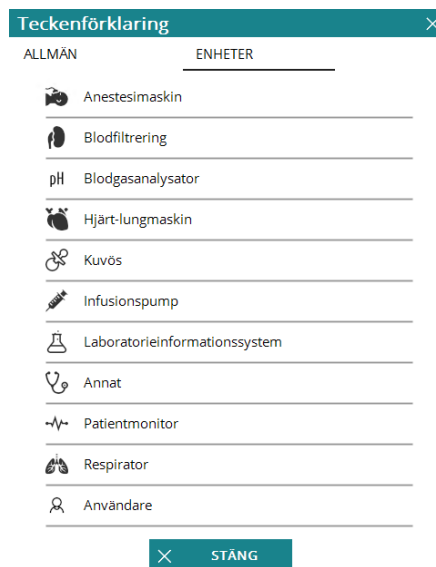 Teckenförklaring
ALLMÄN ENHETER
Anestesimaskin
Blodfiltrering
pH Blodgasanalysator
Hjärt-lungmaskin
Kuvös
Infusionspump
Laboratorieinformationssystem
Annat
Patientmonitor
Respirator
Användare
STÄNG